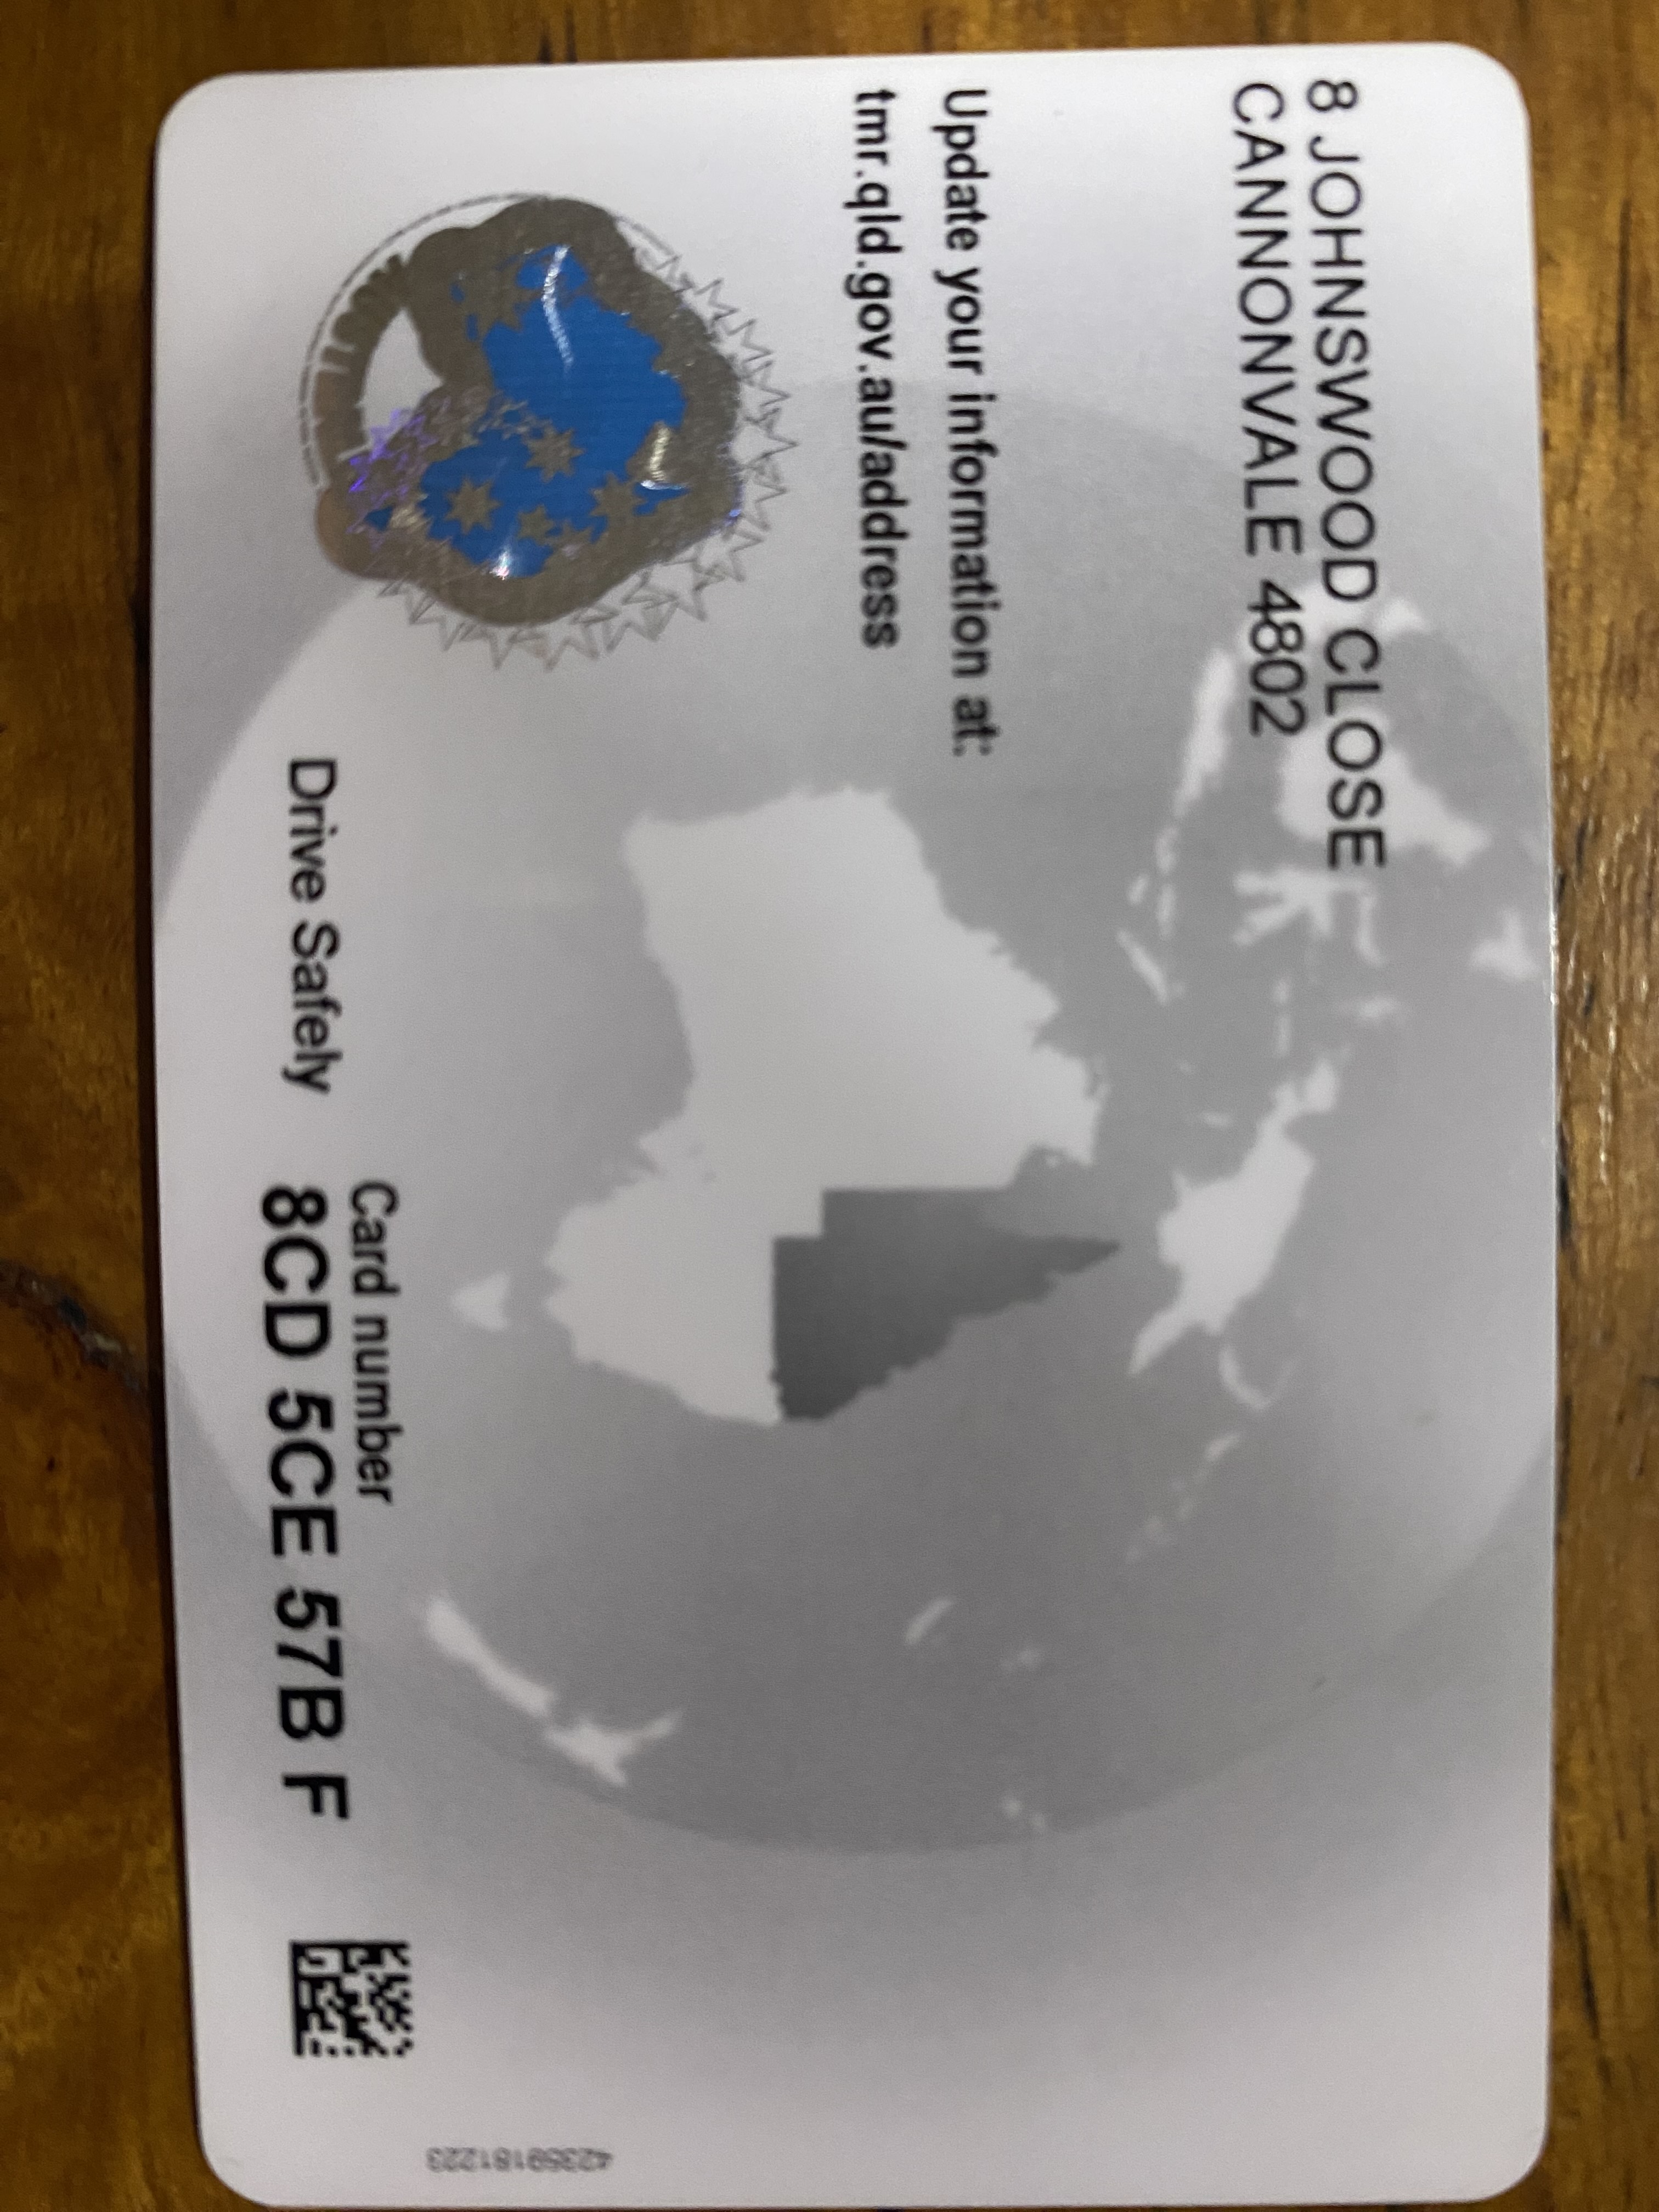 8 JOHNSWOOD CLOSE
CANNONVALE 4802
Update your information at:
tmr.qld.gov.au/address
Drive Safely
Card number
8CD 5CE 57B F
42359181223